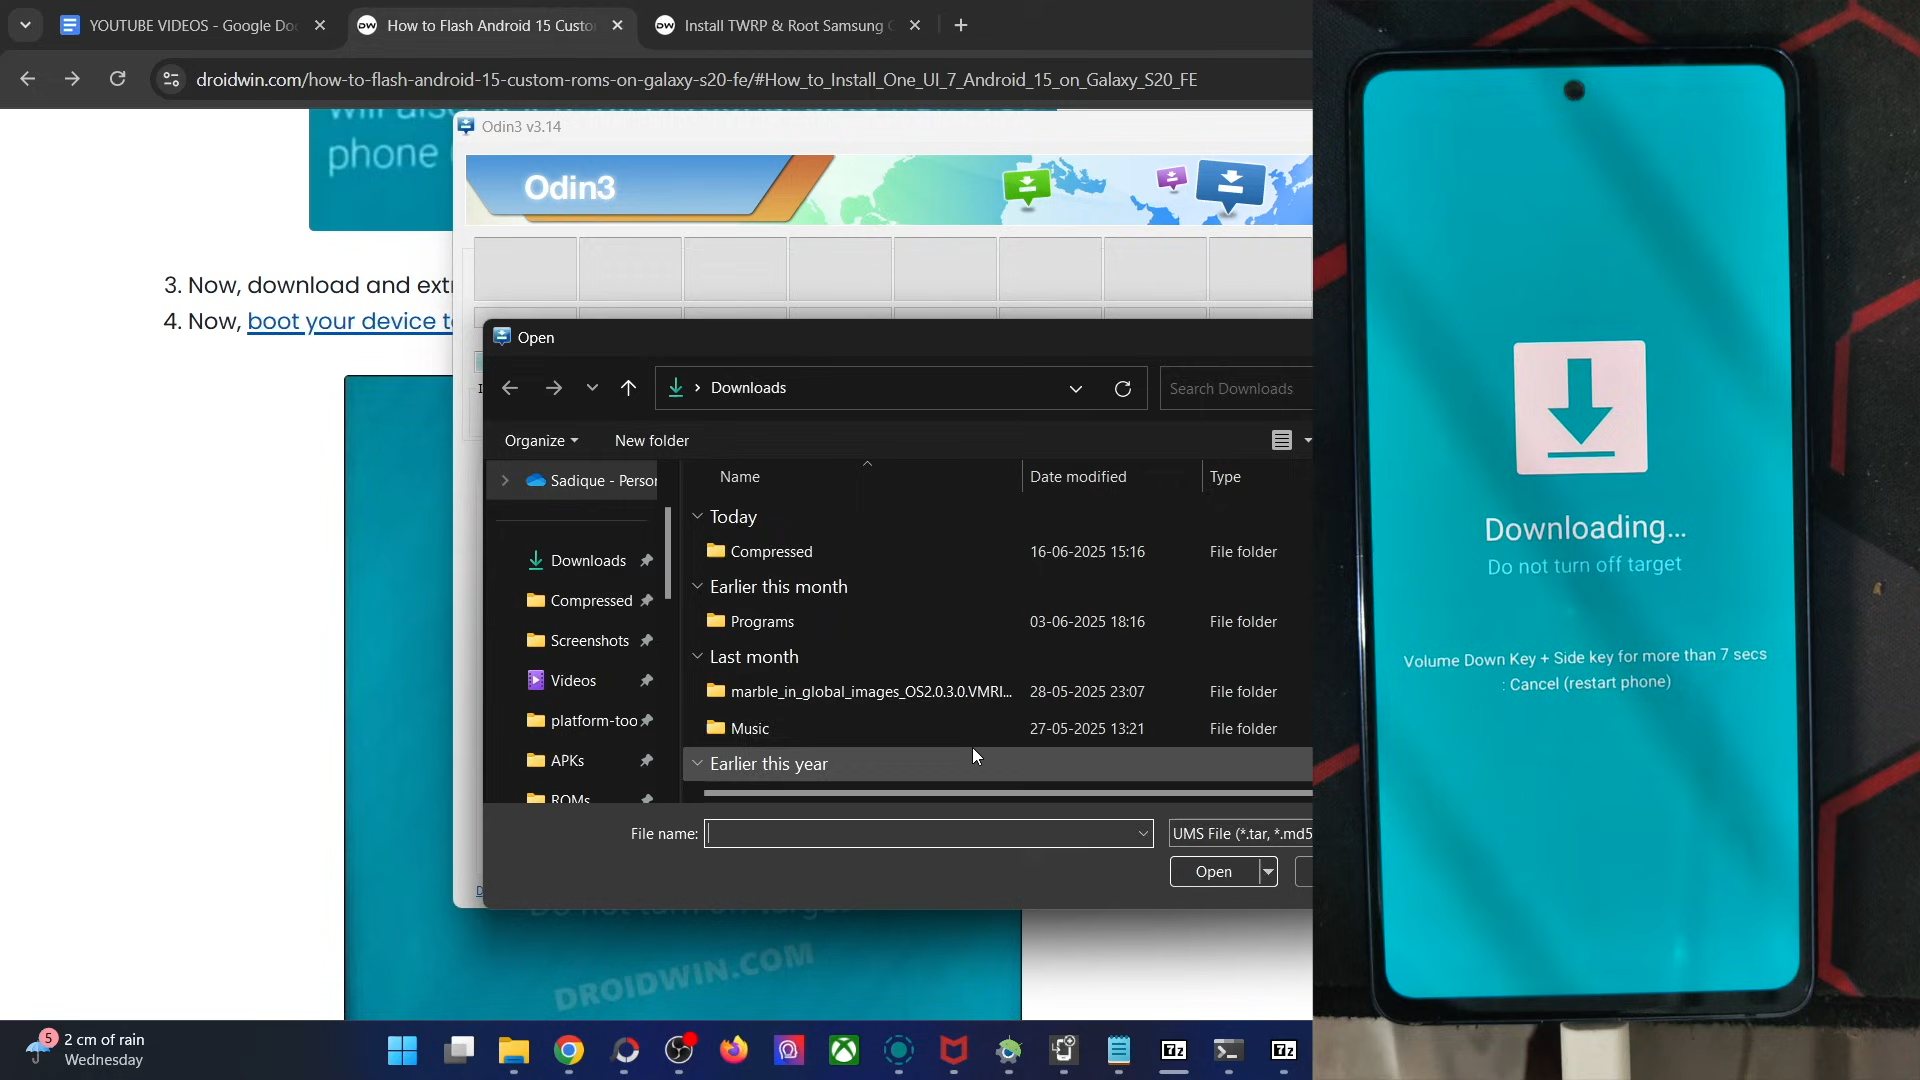 YOUTUBE VIDEOS - Google Do
How to Flash Android 15 Custo
Install TWRP & Root Samsung
droidwin.com/how-to-flash-android-15-custom-roms-on-galaxy-s20-fe/#How_to_Install_One_UI_7_Android_15_on_Galaxy_S20_FE
phone
Odin3 v3.14
Odin3
3. Now, download and extr
4. Now, boot your device to
Open
Downloads
Search Downloads
Organize
New folder
Name
Date modified
Type
Sadique - Person
Downloads
Compressed
Screenshots
Videos
platform-too
APKs
ROMs
Today
Compressed 16-06-2025 15:16 File folder
Earlier this month
Programs 03-06-2025 18:16 File folder
Last month
marble_in_global_images_OS2.0.3.0.VMRI... 28-05-2025 23:07 File folder
Music 27-05-2025 13:21 File folder
Earlier this year
File name:
UMS File (*.tar, *.md5
Open
DROIDWIN.COM
5
2 cm of rain
Wednesday
7z
7z
Downloading...
Do not turn off target
Volume Down Key + Side key for more than 7 secs
: Cancel (restart phone)